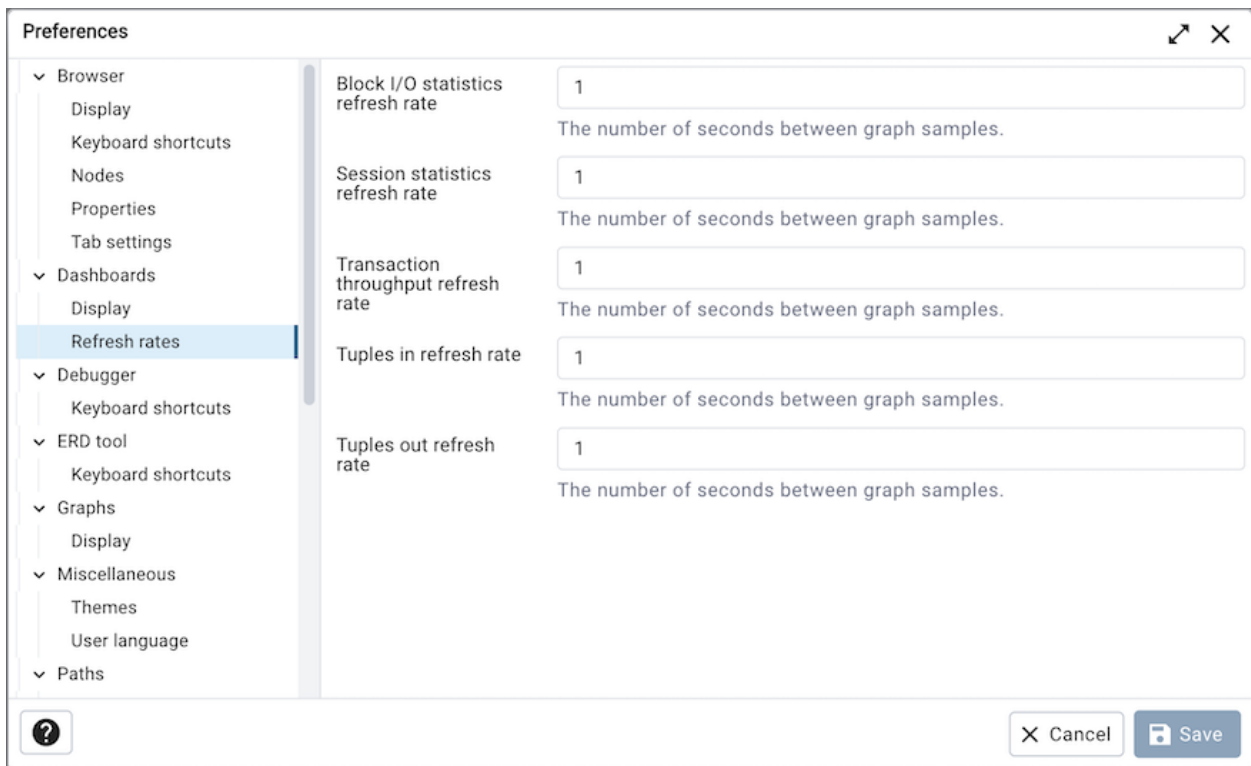 Preferences
Browser
Display
Keyboard shortcuts
Nodes
Properties
Tab settings
Dashboards
Display
Refresh rates
Debugger
Keyboard shortcuts
ERD tool
Keyboard shortcuts
Graphs
Display
Miscellaneous
Themes
User language
Paths
Block I/O statistics
refresh rate
1
The number of seconds between graph samples.
Session statistics
refresh rate
1
The number of seconds between graph samples.
Transaction
throughput refresh
rate
1
The number of seconds between graph samples.
Tuples in refresh rate
1
The number of seconds between graph samples.
Tuples out refresh
rate
1
The number of seconds between graph samples.
?
Cancel
Save